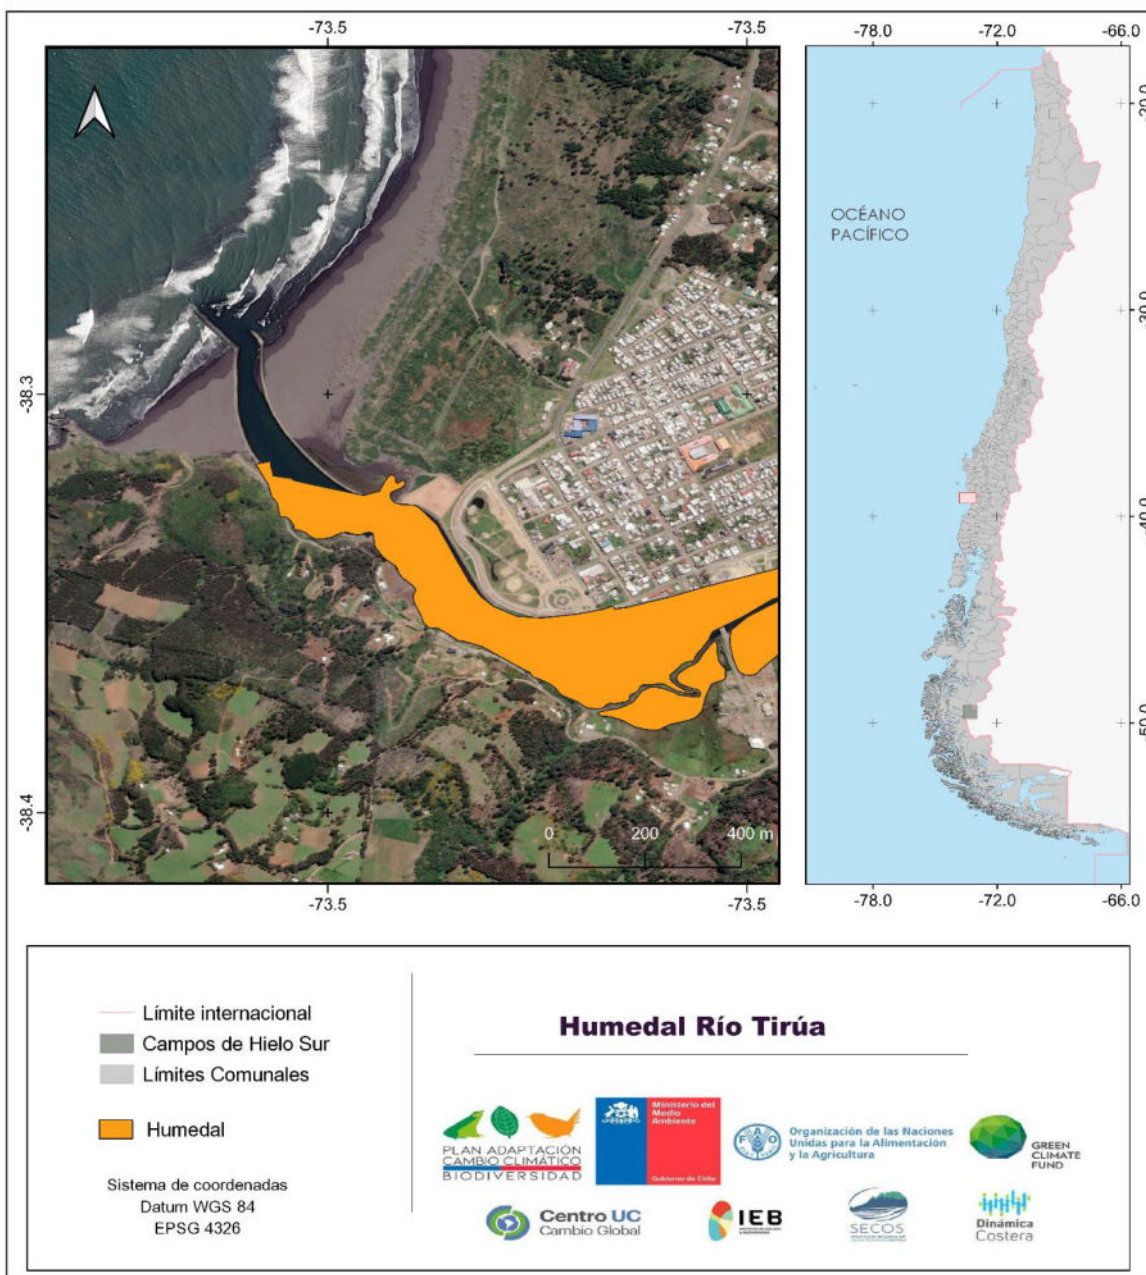 -73.5
-73.5
-78.0
-72.0
-66.0
-20.0
OCÉANO
PACÍFICO
-30.0
-38.3
-40.0
-50.0
-38.4
0 200 400 m
-73.5
-73.5
-78.0
-72.0
-66.0
Límite internacional
Campos de Hielo Sur
Límites Comunales
Humedal
Sistema de coordenadas
Datum WGS 84
EPSG 4326
Humedal Río Tirúa
PLAN ADAPTACIÓN
CAMBIO CLIMÁTICO
BIODIVERSIDAD
Ministerio del
Medio
Ambiente
Gobierno de Chile
FAO
Organización de las Naciones
Unidas para la Alimentación
y la Agricultura
GREEN
CLIMATE
FUND
Centro UC
Cambio Global
IEB
SECOS
Dinámica
Costera